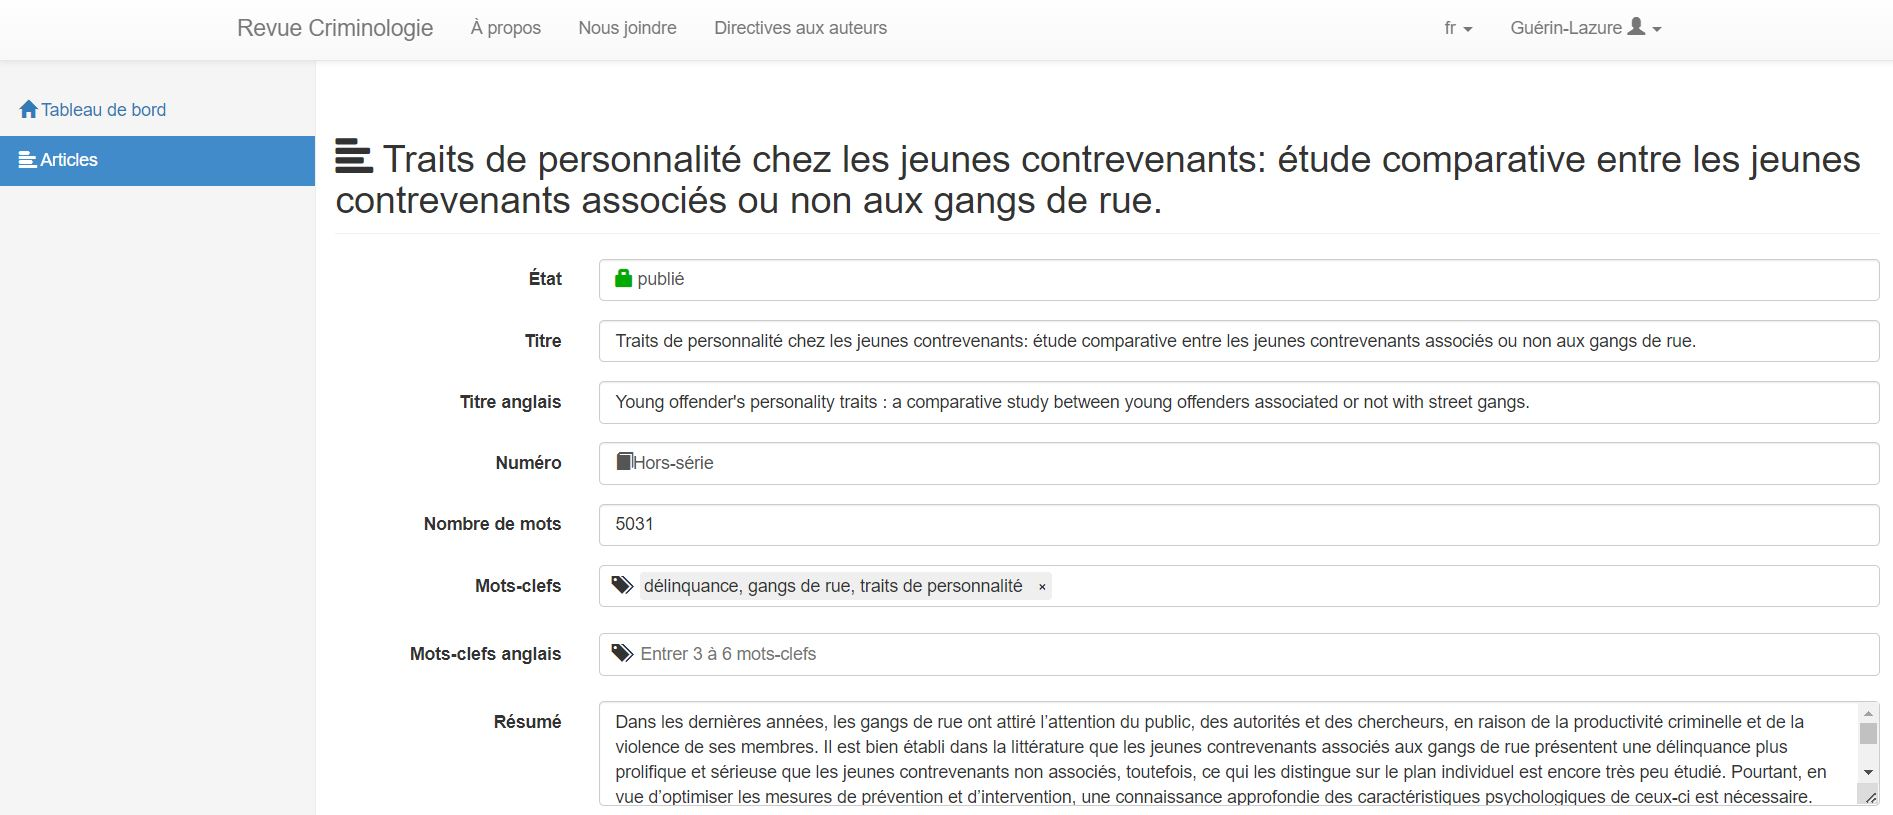 Revue Criminologie À propos Nous joindre Directives aux auteurs fr Guérin-Lazure
Tableau de bord
Articles
Traits de personnalité chez les jeunes contrevenants: étude comparative entre les jeunes
contrevenants associés ou non aux gangs de rue.
État publié
Titre Traits de personnalité chez les jeunes contrevenants: étude comparative entre les jeunes contrevenants associés ou non aux gangs de rue.
Titre anglais Young offender's personality traits : a comparative study between young offenders associated or not with street gangs.
Numéro Hors-série
Nombre de mots 5031
Mots-clefs délinquance, gangs de rue, traits de personnalité ×
Mots-clefs anglais Entrer 3 à 6 mots-clefs
Résumé Dans les dernières années, les gangs de rue ont attiré l’attention du public, des autorités et des chercheurs, en raison de la productivité criminelle et de la
violence de ses membres. Il est bien établi dans la littérature que les jeunes contrevenants associés aux gangs de rue présentent une délinquance plus
prolifique et sérieuse que les jeunes contrevenants non associés, toutefois, ce qui les distingue sur le plan individuel est encore très peu étudié. Pourtant, en
vue d’optimiser les mesures de prévention et d’intervention, une connaissance approfondie des caractéristiques psychologiques de ceux-ci est nécessaire.